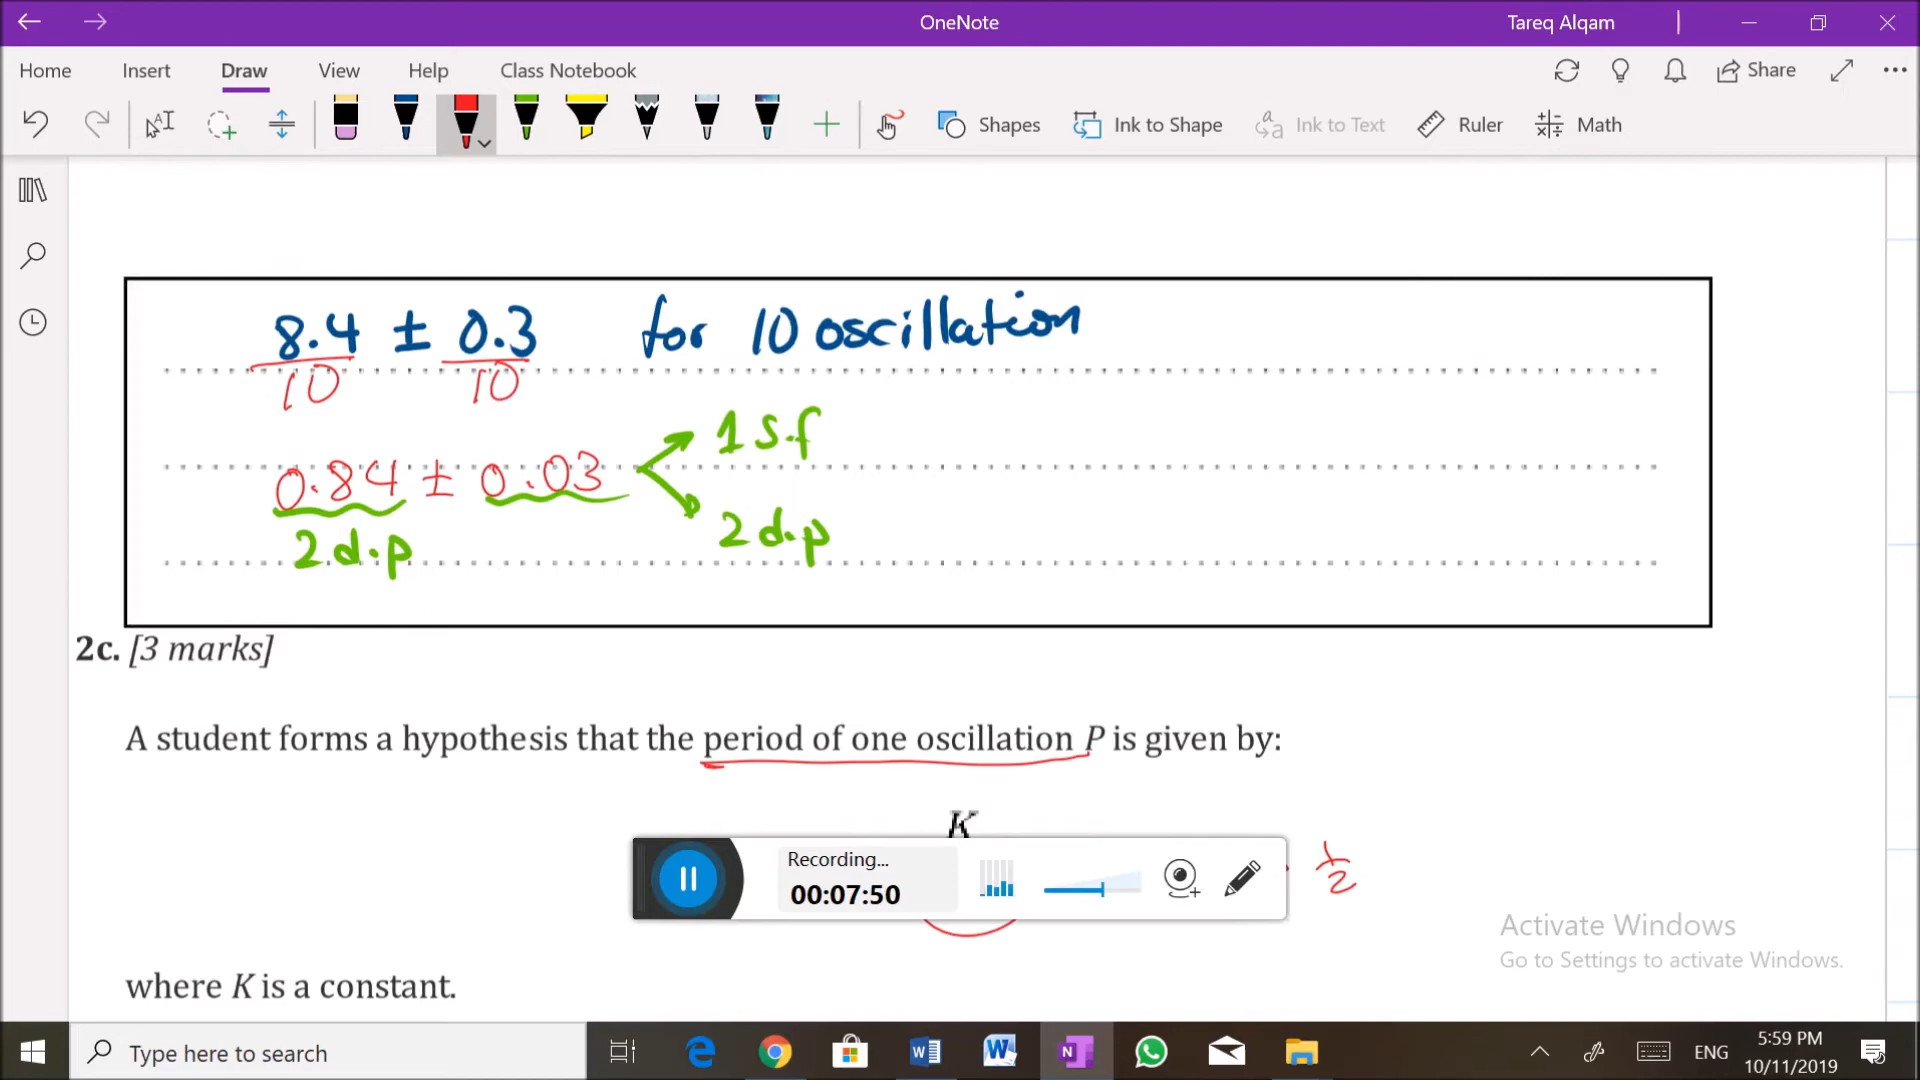 OneNote
Tareq Alqam
Home Insert Draw View Help Class Notebook
Share
Shapes Ink to Shape Ink to Text Ruler Math
8.4 ± 0.3 for 10 oscillation
10 10
0.84 ± 0.03
1 s.f
2 d.p
2 d.p
2c. [3 marks]
A student forms a hypothesis that the period of one oscillation P is given by:
K
Recording...
00:07:50
1/2
where K is a constant.
Activate Windows
Go to Settings to activate Windows.
Type here to search
ENG
5:59 PM
10/11/2019